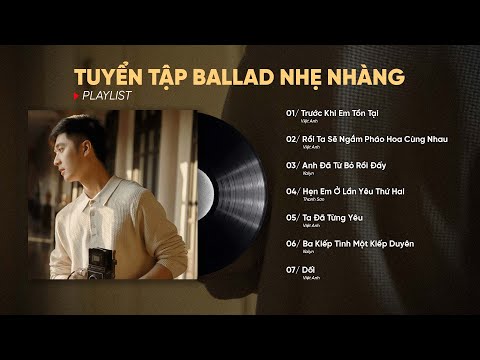 TUYỂN TẬP BALLAD NHẸ NHÀNG
PLAYLIST
01/ Trước Khi Em Tồn Tại
Việt Anh
02/ Rồi Ta Sẽ Ngắm Pháo Hoa Cùng Nhau
Việt Anh
03/ Anh Đã Từ Bỏ Rồi Đấy
Kalyn
04/ Hẹn Em Ở Lần Yêu Thứ Hai
Thanh Sơn
05/ Ta Đã Từng Yêu
Việt Anh
06/ Ba Kiếp Tình Một Kiếp Duyên
Kalyn
07/ Dối
Việt Anh